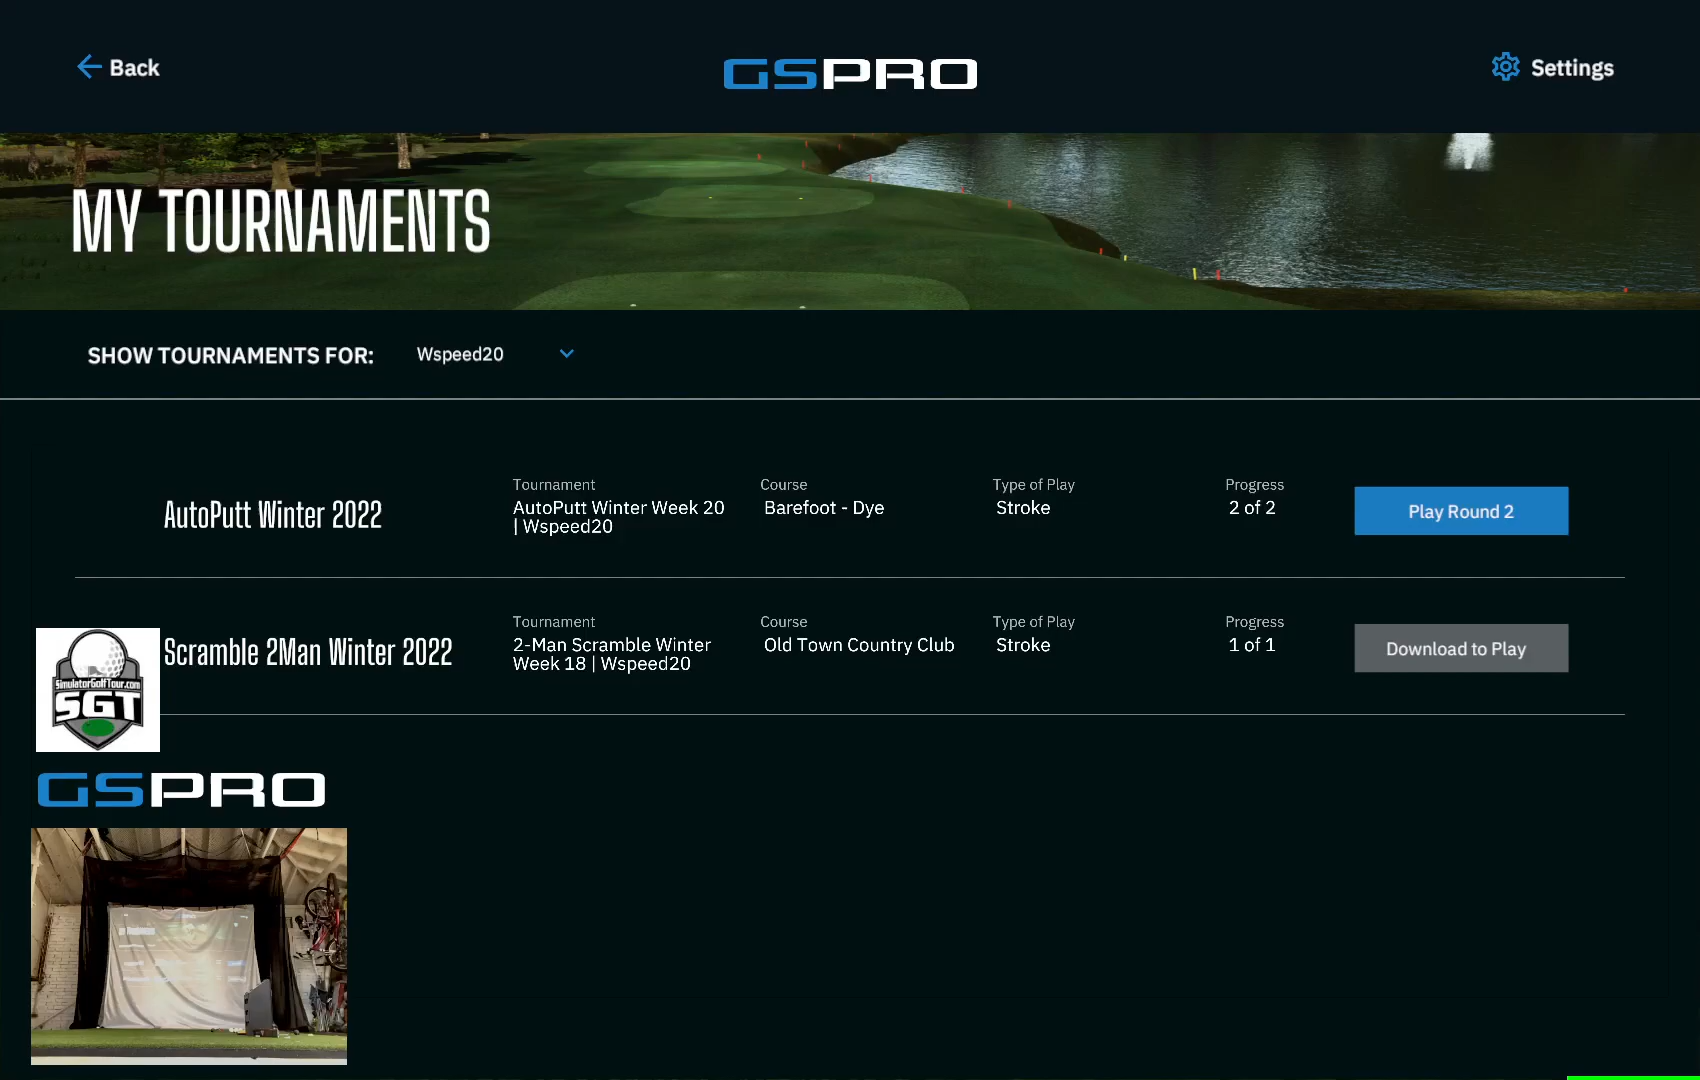 Back
GSPRO
Settings
MY TOURNAMENTS
SHOW TOURNAMENTS FOR:
Wspeed20
AutoPutt Winter 2022
Tournament
AutoPutt Winter Week 20
| Wspeed20
Course
Barefoot - Dye
Type of Play
Stroke
Progress
2 of 2
Play Round 2
Scramble 2Man Winter 2022
Tournament
2-Man Scramble Winter
Week 18 | Wspeed20
Course
Old Town Country Club
Type of Play
Stroke
Progress
1 of 1
Download to Play
SimulatorGolfTour.com
SGT
GSPRO